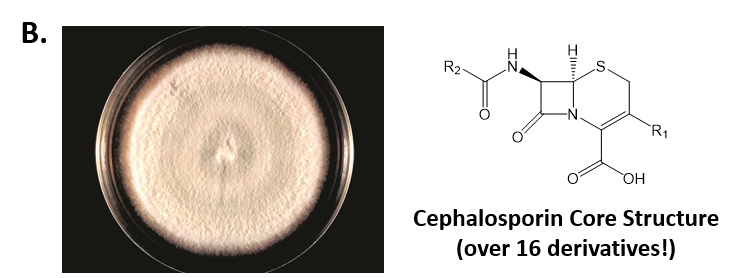 B.
R₂
H
N
H
S
O
O
N
R₁
O
OH
Cephalosporin Core Structure
(over 16 derivatives!)